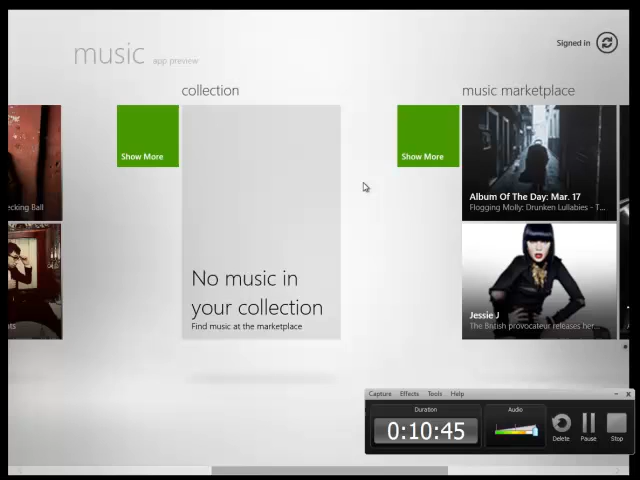 music app preview
Signed in
collection
music marketplace
Show More
Show More
ecking Ball
Album Of The Day: Mar. 17
Flogging Molly: Drunken Lullabies - T...
No music in
your collection
Find music at the marketplace
Jessie J
The British provocateur releases her...
Capture Effects Tools Help
Duration
Audio
0:10:45
Delete
Pause
Stop